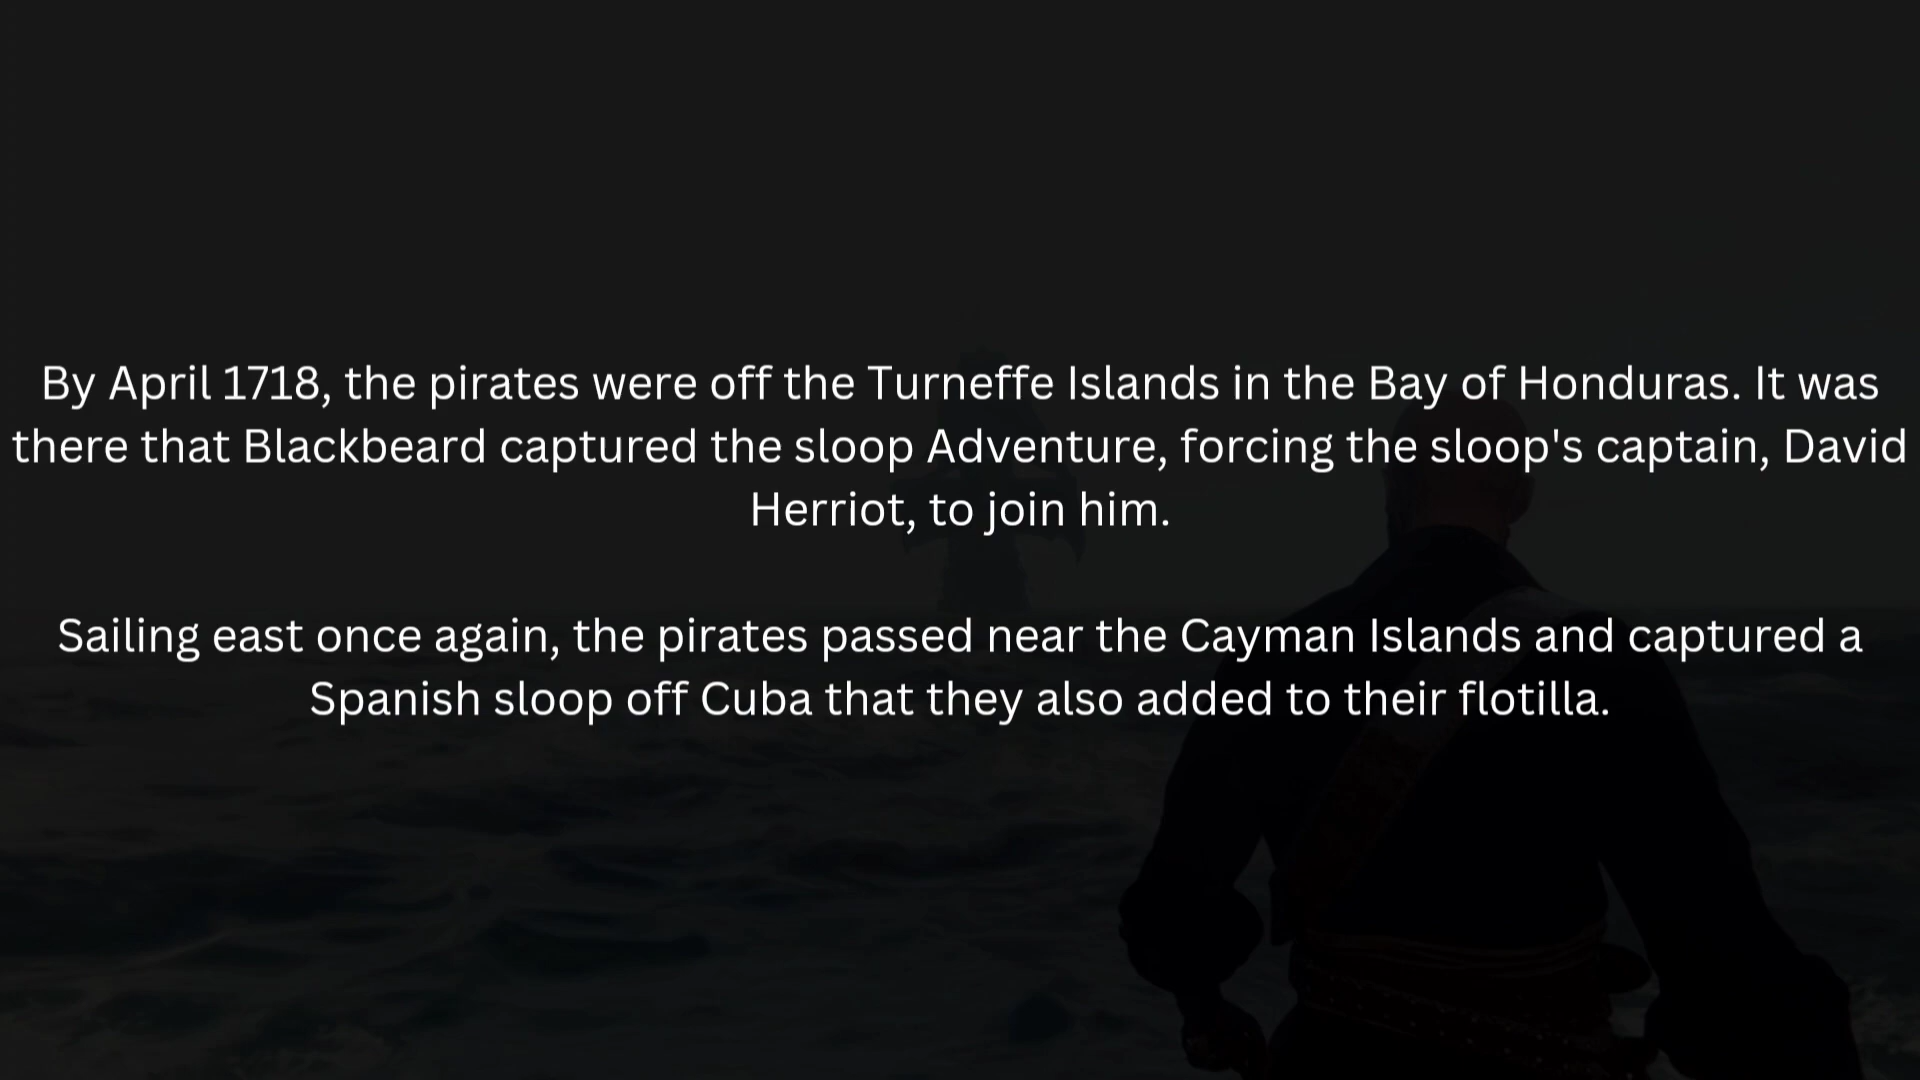 By April 1718, the pirates were off the Turneffe Islands in the Bay of Honduras. It was
there that Blackbeard captured the sloop Adventure, forcing the sloop's captain, David
Herriot, to join him.
Sailing east once again, the pirates passed near the Cayman Islands and captured a
Spanish sloop off Cuba that they also added to their flotilla.